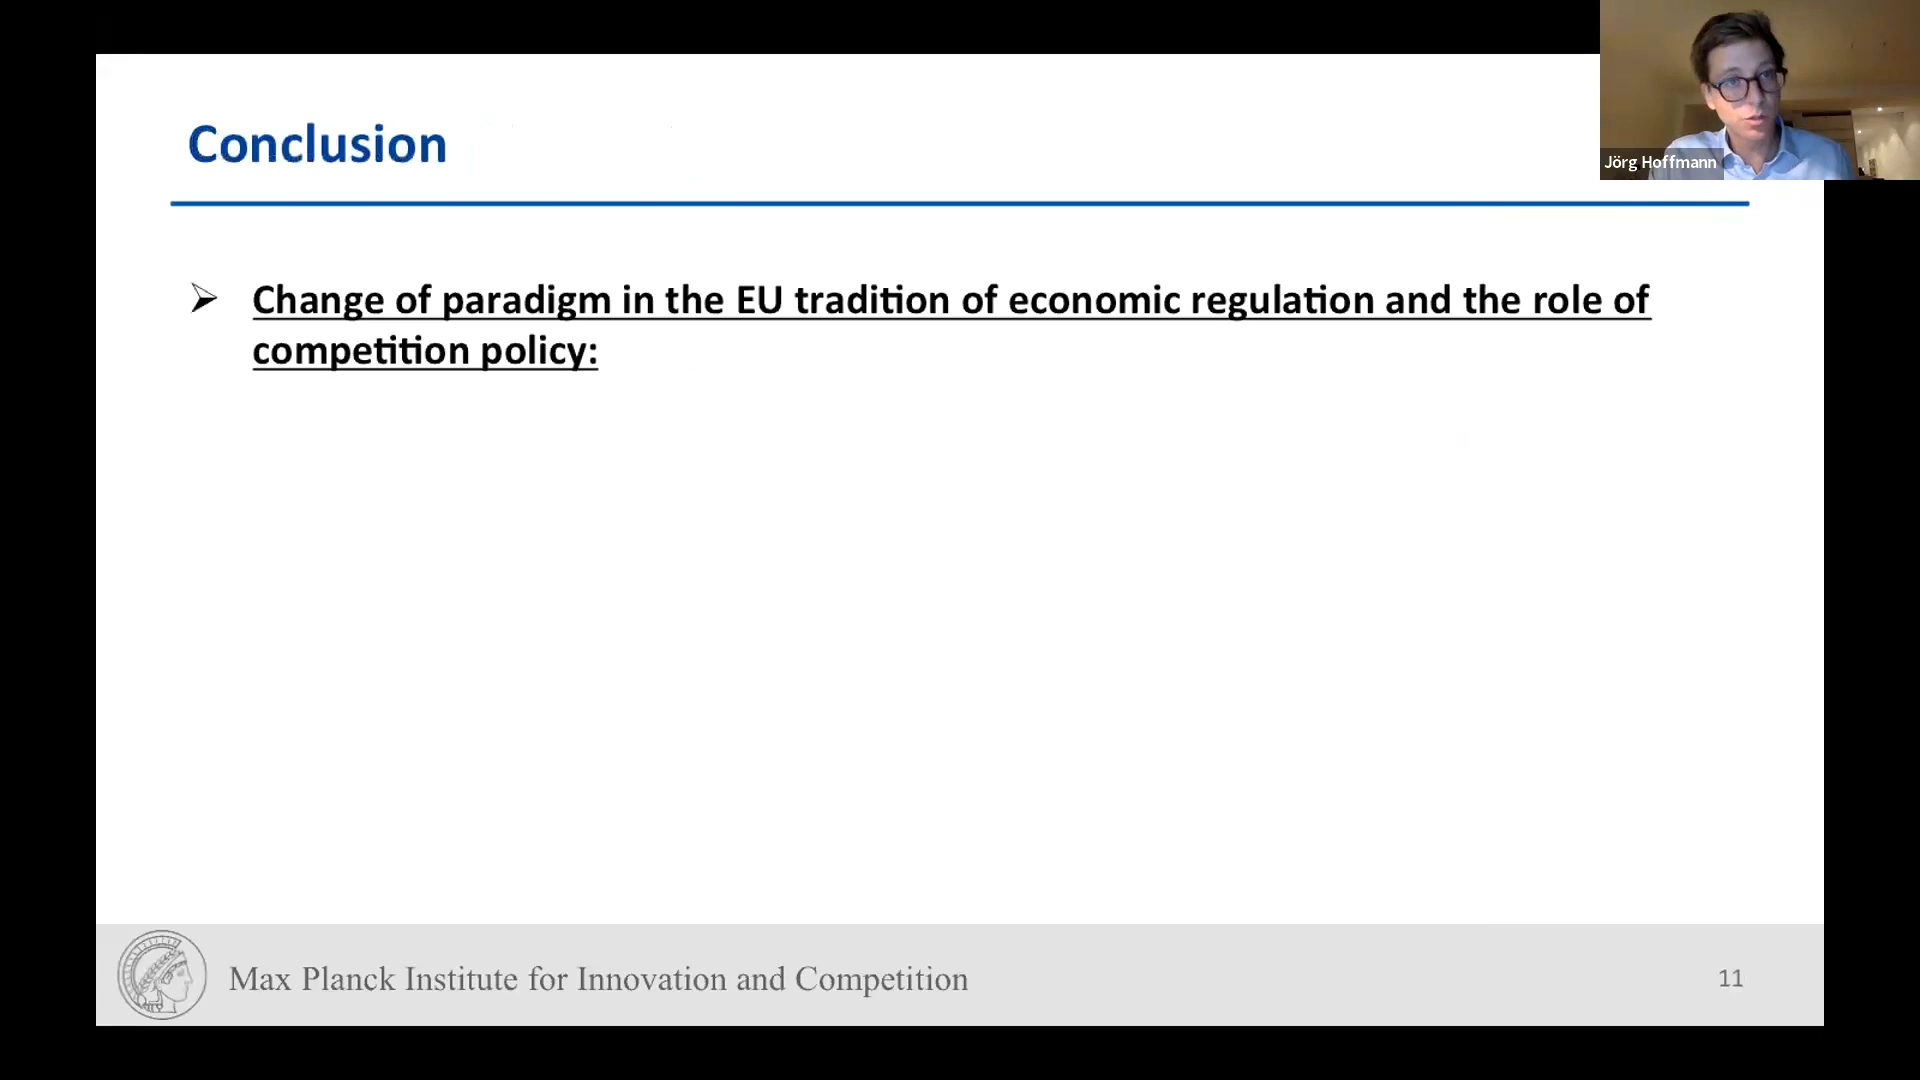 Conclusion
Jörg Hoffmann
➢ Change of paradigm in the EU tradition of economic regulation and the role of
competition policy:
Max Planck Institute for Innovation and Competition
11